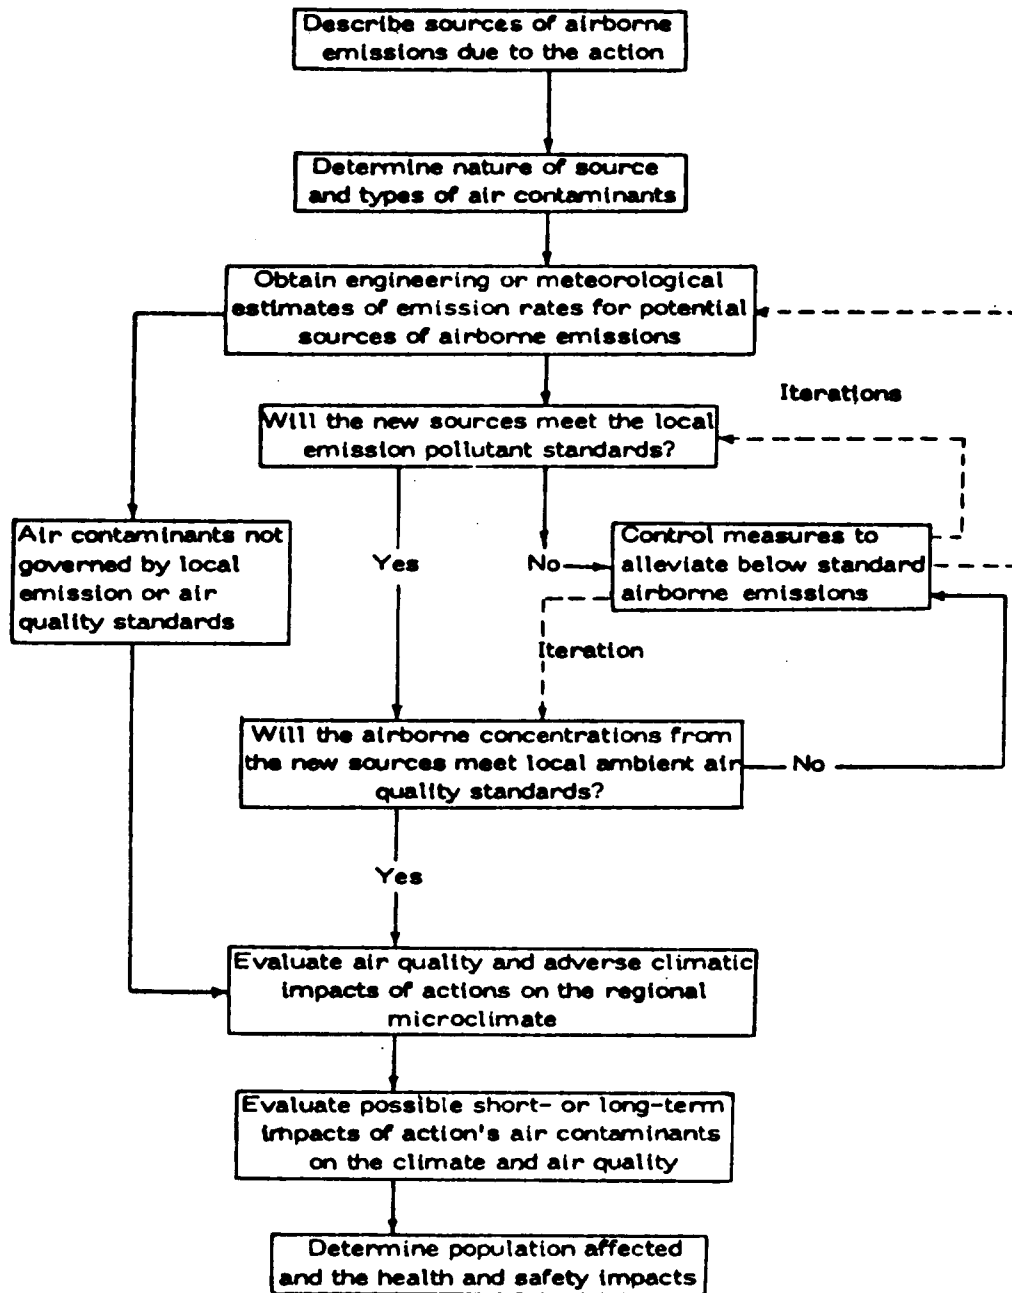 Describe sources of airborne
emissions due to the action
Determine nature of source
and types of air contaminants
Obtain engineering or meteorological
estimates of emission rates for potential
sources of airborne emissions
Iterations
Will the new sources meet the local
emission pollutant standards?
Air contaminants not
governed by local
emission or air
quality standards
Yes
No
Control measures to
alleviate below standard
airborne emissions
Iteration
Will the airborne concentrations from
the new sources meet local ambient air
quality standards?
No
Yes
Evaluate air quality and adverse climatic
impacts of actions on the regional
microclimate
Evaluate possible short- or long-term
impacts of action's air contaminants
on the climate and air quality
Determine population affected
and the health and safety impacts